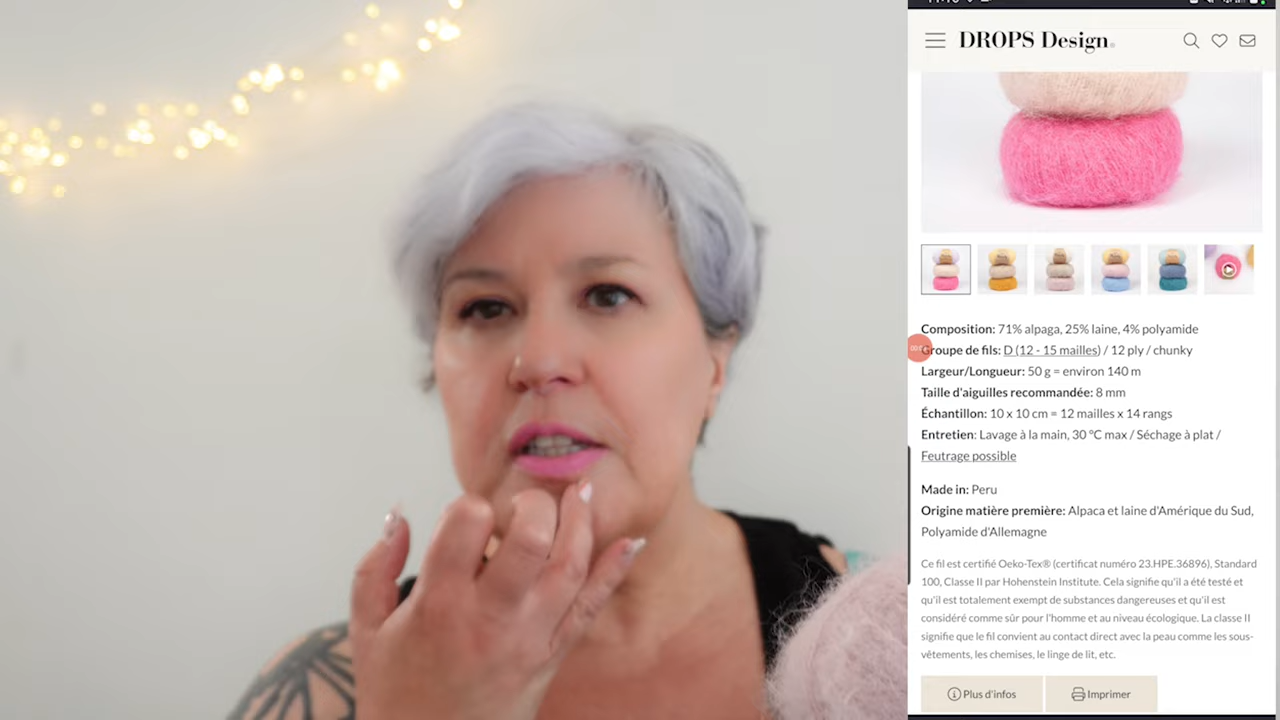 DROPS Design
Composition: 71% alpaga, 25% laine, 4% polyamide
Groupe de fils: D (12 - 15 mailles) / 12 ply / chunky
Largeur/Longueur: 50 g = environ 140 m
Taille d'aiguilles recommandée: 8 mm
Échantillon: 10 x 10 cm = 12 mailles x 14 rangs
Entretien: Lavage à la main, 30 °C max / Séchage à plat /
Feutrage possible
Made in: Peru
Origine matière première: Alpaca et laine d'Amérique du Sud,
Polyamide d'Allemagne
Ce fil est certifié Oeko-Tex® (certificat numéro 23.HPE.36896), Standard
100, Classe II par Hohenstein Institute. Cela signifie qu'il a été testé et
qu'il est totalement exempt de substances dangereuses et qu'il est
considéré comme sûr pour l'homme et au niveau écologique. La classe II
signifie que le fil convient au contact direct avec la peau comme les sous-
vêtements, les chemises, le linge de lit, etc.
Plus d'infos
Imprimer